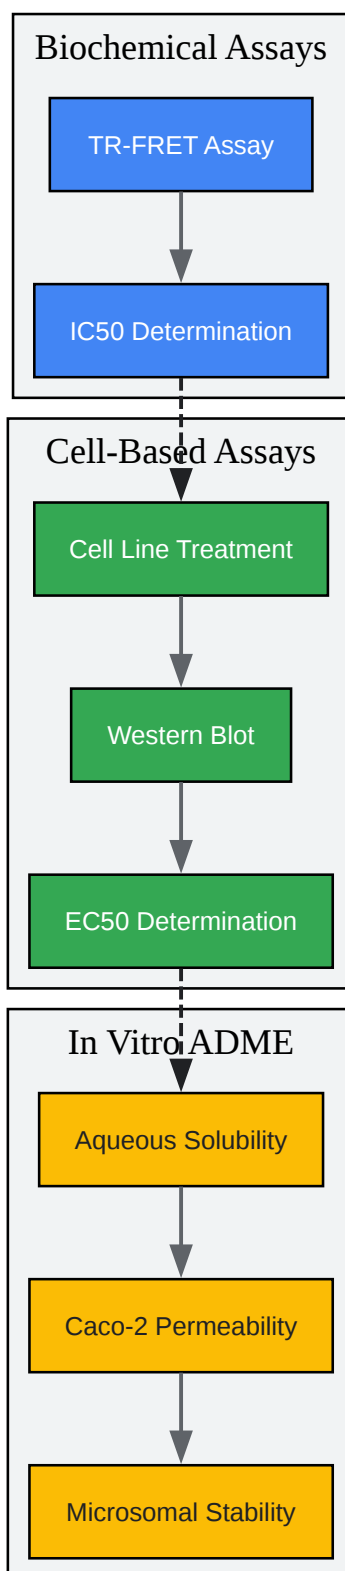 Biochemical Assays
TR-FRET Assay
IC50 Determination
Cell-Based Assays
Cell Line Treatment
Western Blot
EC50 Determination
In Vitro ADME
Aqueous Solubility
Caco-2 Permeability
Microsomal Stability